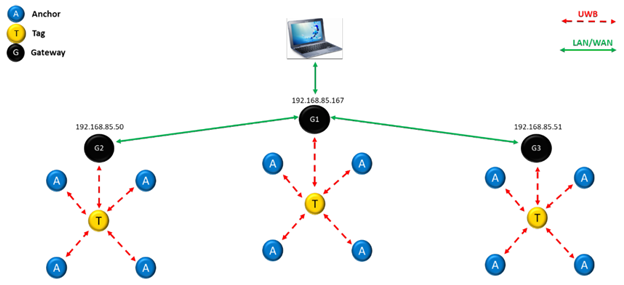 A Anchor
T Tag
G Gateway
UWB
LAN/WAN
192.168.85.167
G1
192.168.85.50
G2
192.168.85.51
G3
A A
T
A A
A A
T
A A
A A
T
A A